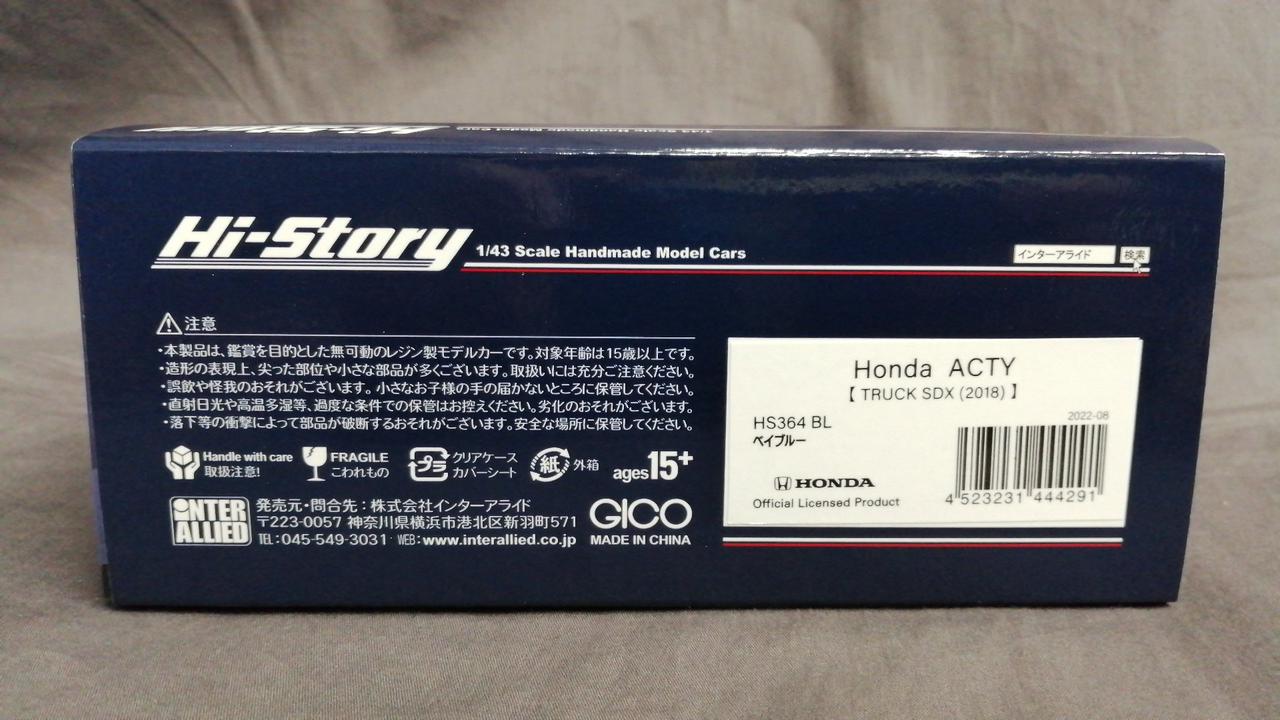 Hi-Story
1/43 Scale Handmade Model Cars
Hi-Story
1/43 Scale Handmade Model Cars
インターアライド 検索
注意
・本製品は、鑑賞を目的とした無可動のレジン製モデルカーです。対象年齢は15歳以上です。
・造形の表現上、尖った部位や小さな部品が多くございます。取扱いには充分ご注意ください。
・誤飲や怪我のおそれがございます。小さなお子様の手の届かないところに保管してください。
・直射日光や高温多湿等、過度な条件での保管はお控えください。劣化のおそれがございます。
・落下等の衝撃によって部品が破断するおそれがございます。安全な場所に保管してください。
Handle with care
取扱注意!
FRAGILE
こわれもの
プラ
クリアケース
カバーシート
紙
外箱
ages15+
INTER
ALLIED
発売元・問合先：株式会社インターアライド
〒223-0057 神奈川県横浜市港北区新羽町571
TEL:045-549-3031 WEB:www.interallied.co.jp
GICO
MADE IN CHINA
Honda ACTY
【 TRUCK SDX (2018) 】
HS364 BL
ベイブルー
2022-08
HONDA
Official Licensed Product
4 523231 444291